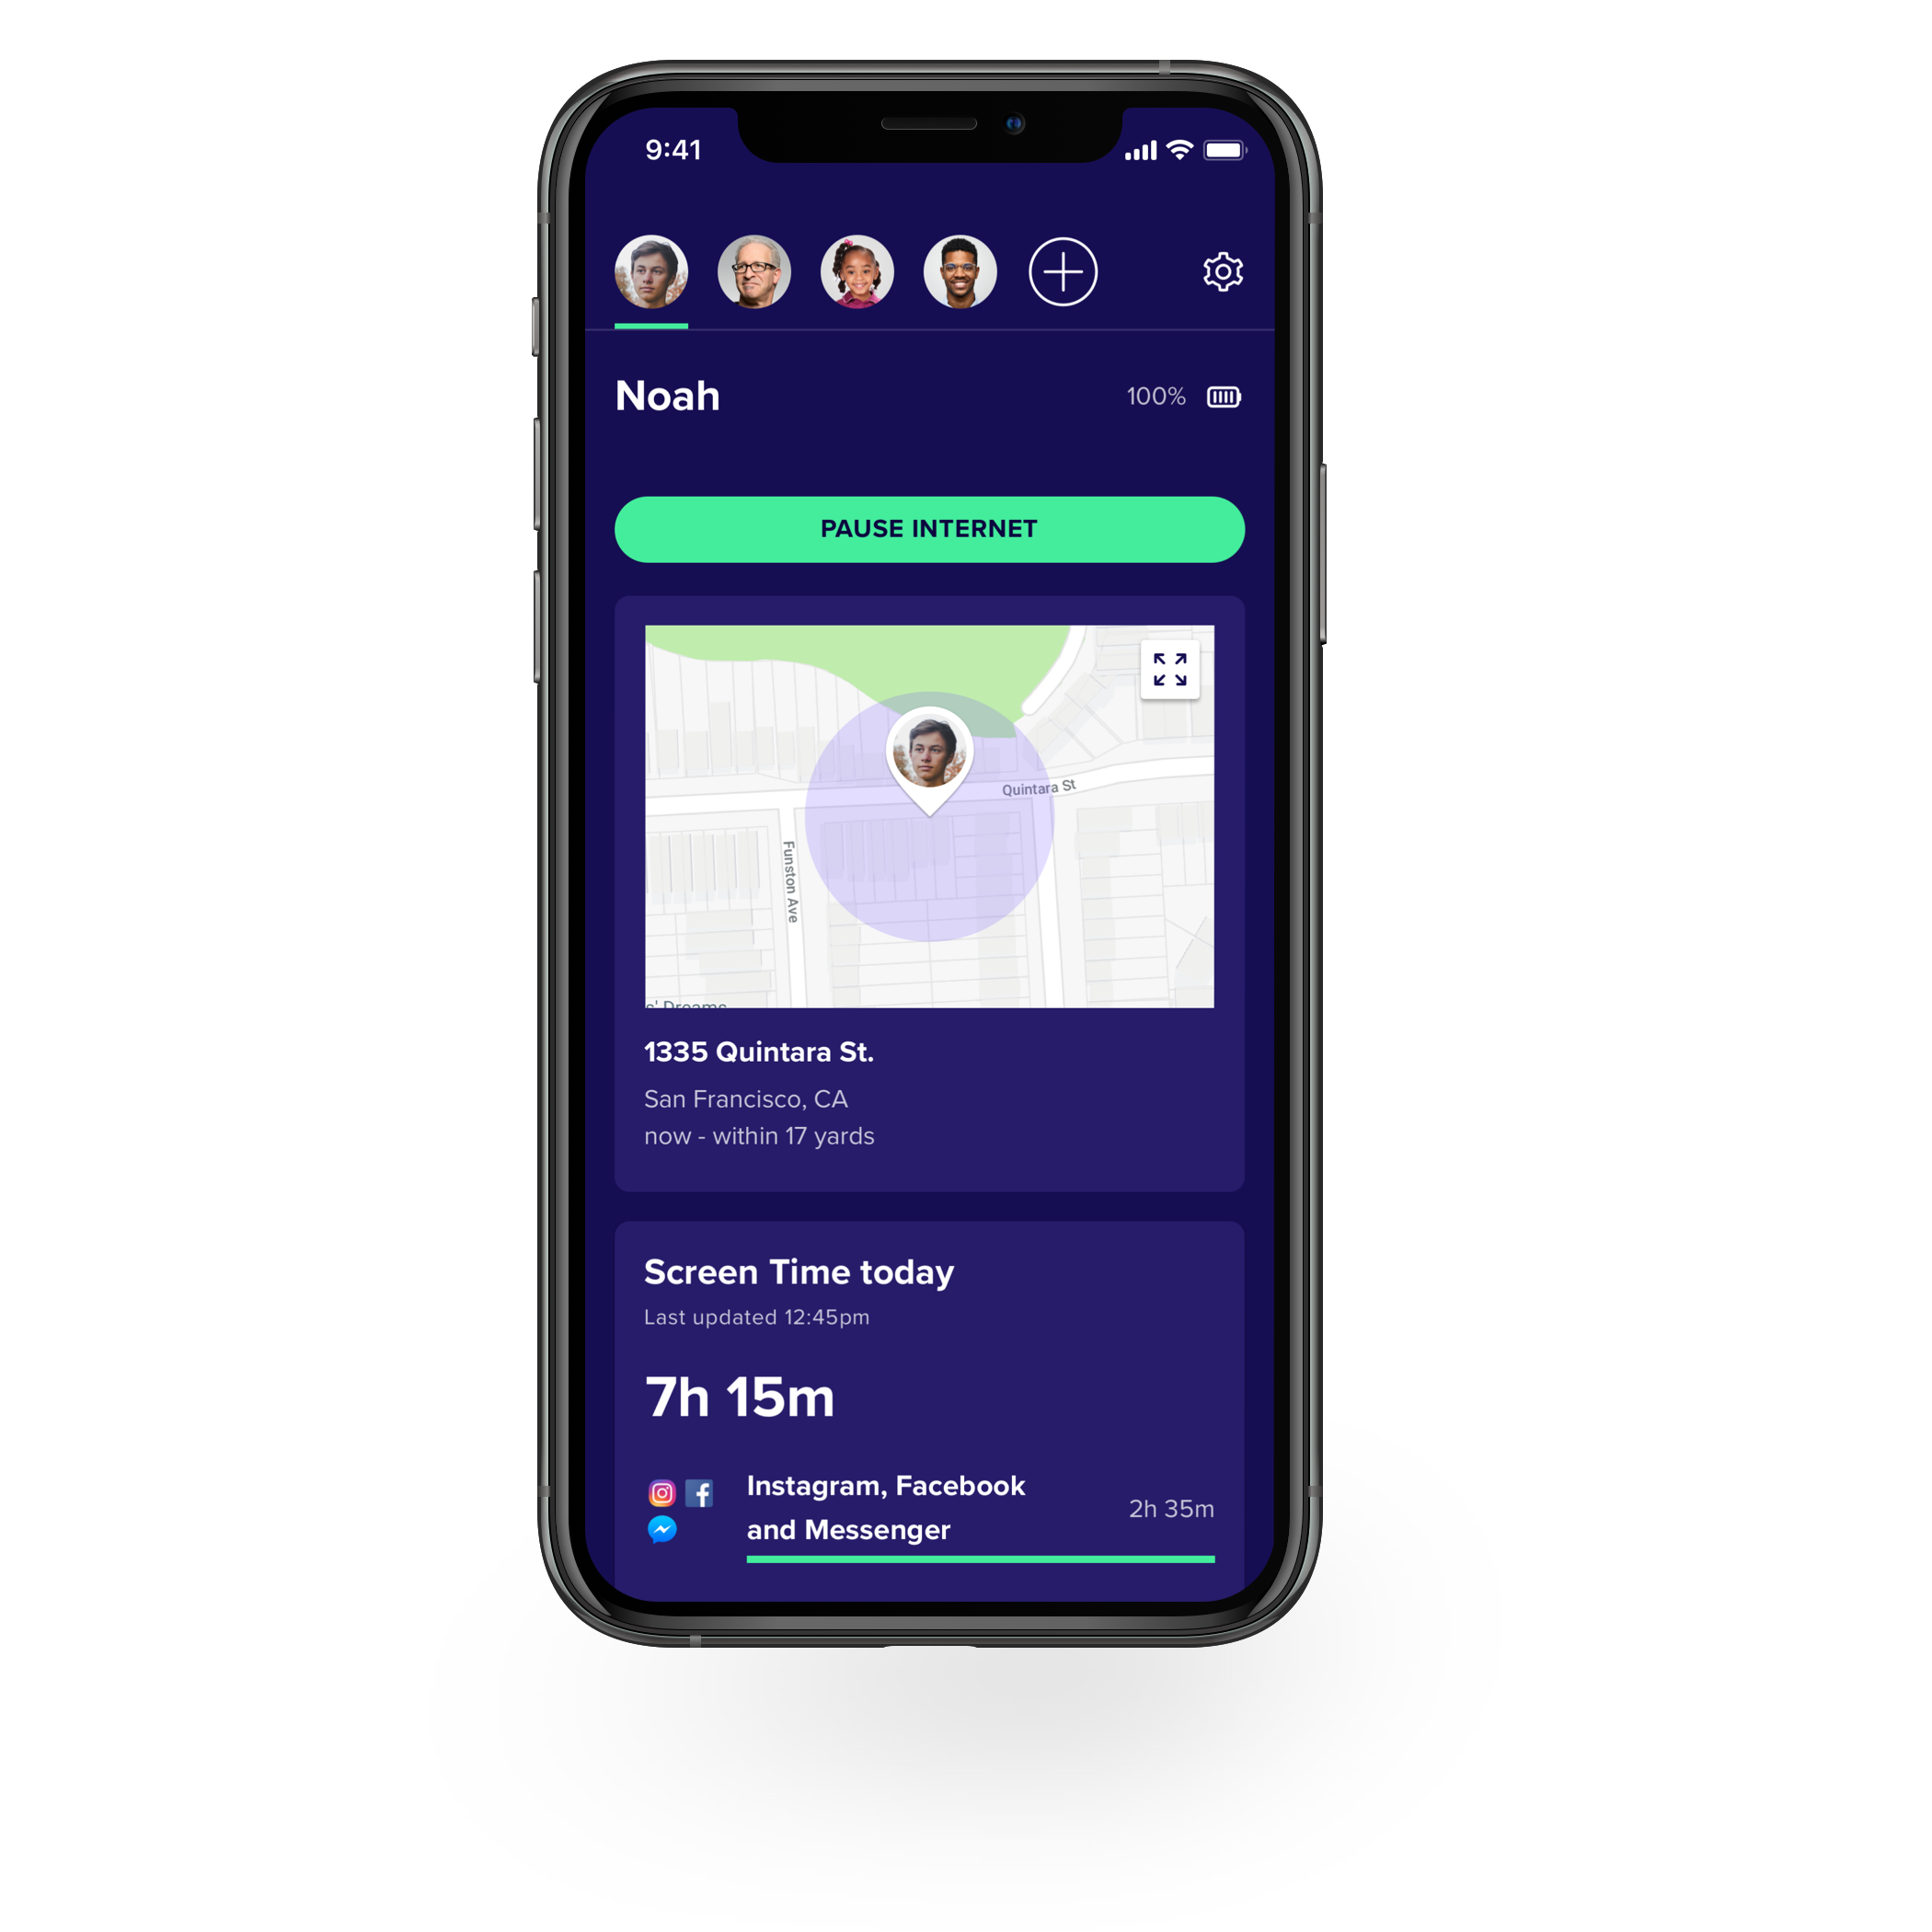 9:41
Noah
100%
PAUSE INTERNET
Quintara St
Funston Ave
s' Dreams
1335 Quintara St.
San Francisco, CA
now - within 17 yards
Screen Time today
Last updated 12:45pm
7h 15m
Instagram, Facebook
and Messenger
2h 35m